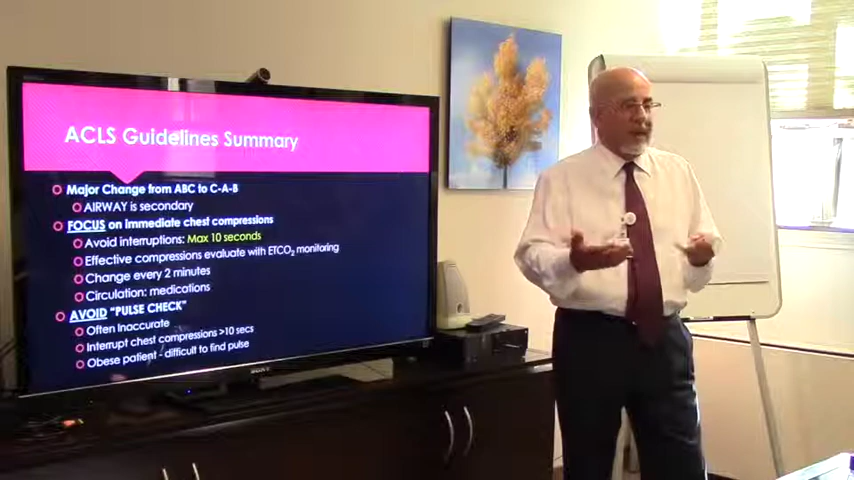 ACLS Guidelines Summary
Major Change from ABC to C-A-B
AIRWAY is secondary
FOCUS on immediate chest compressions
Avoid interruptions: Max 10 seconds
Effective compressions evaluate with ETCO₂ monitoring
Change every 2 minutes
Circulation: medications
AVOID "PULSE CHECK"
Often Inaccurate
Interrupt chest compressions >10 secs
Obese patient - difficult to find pulse
SONY